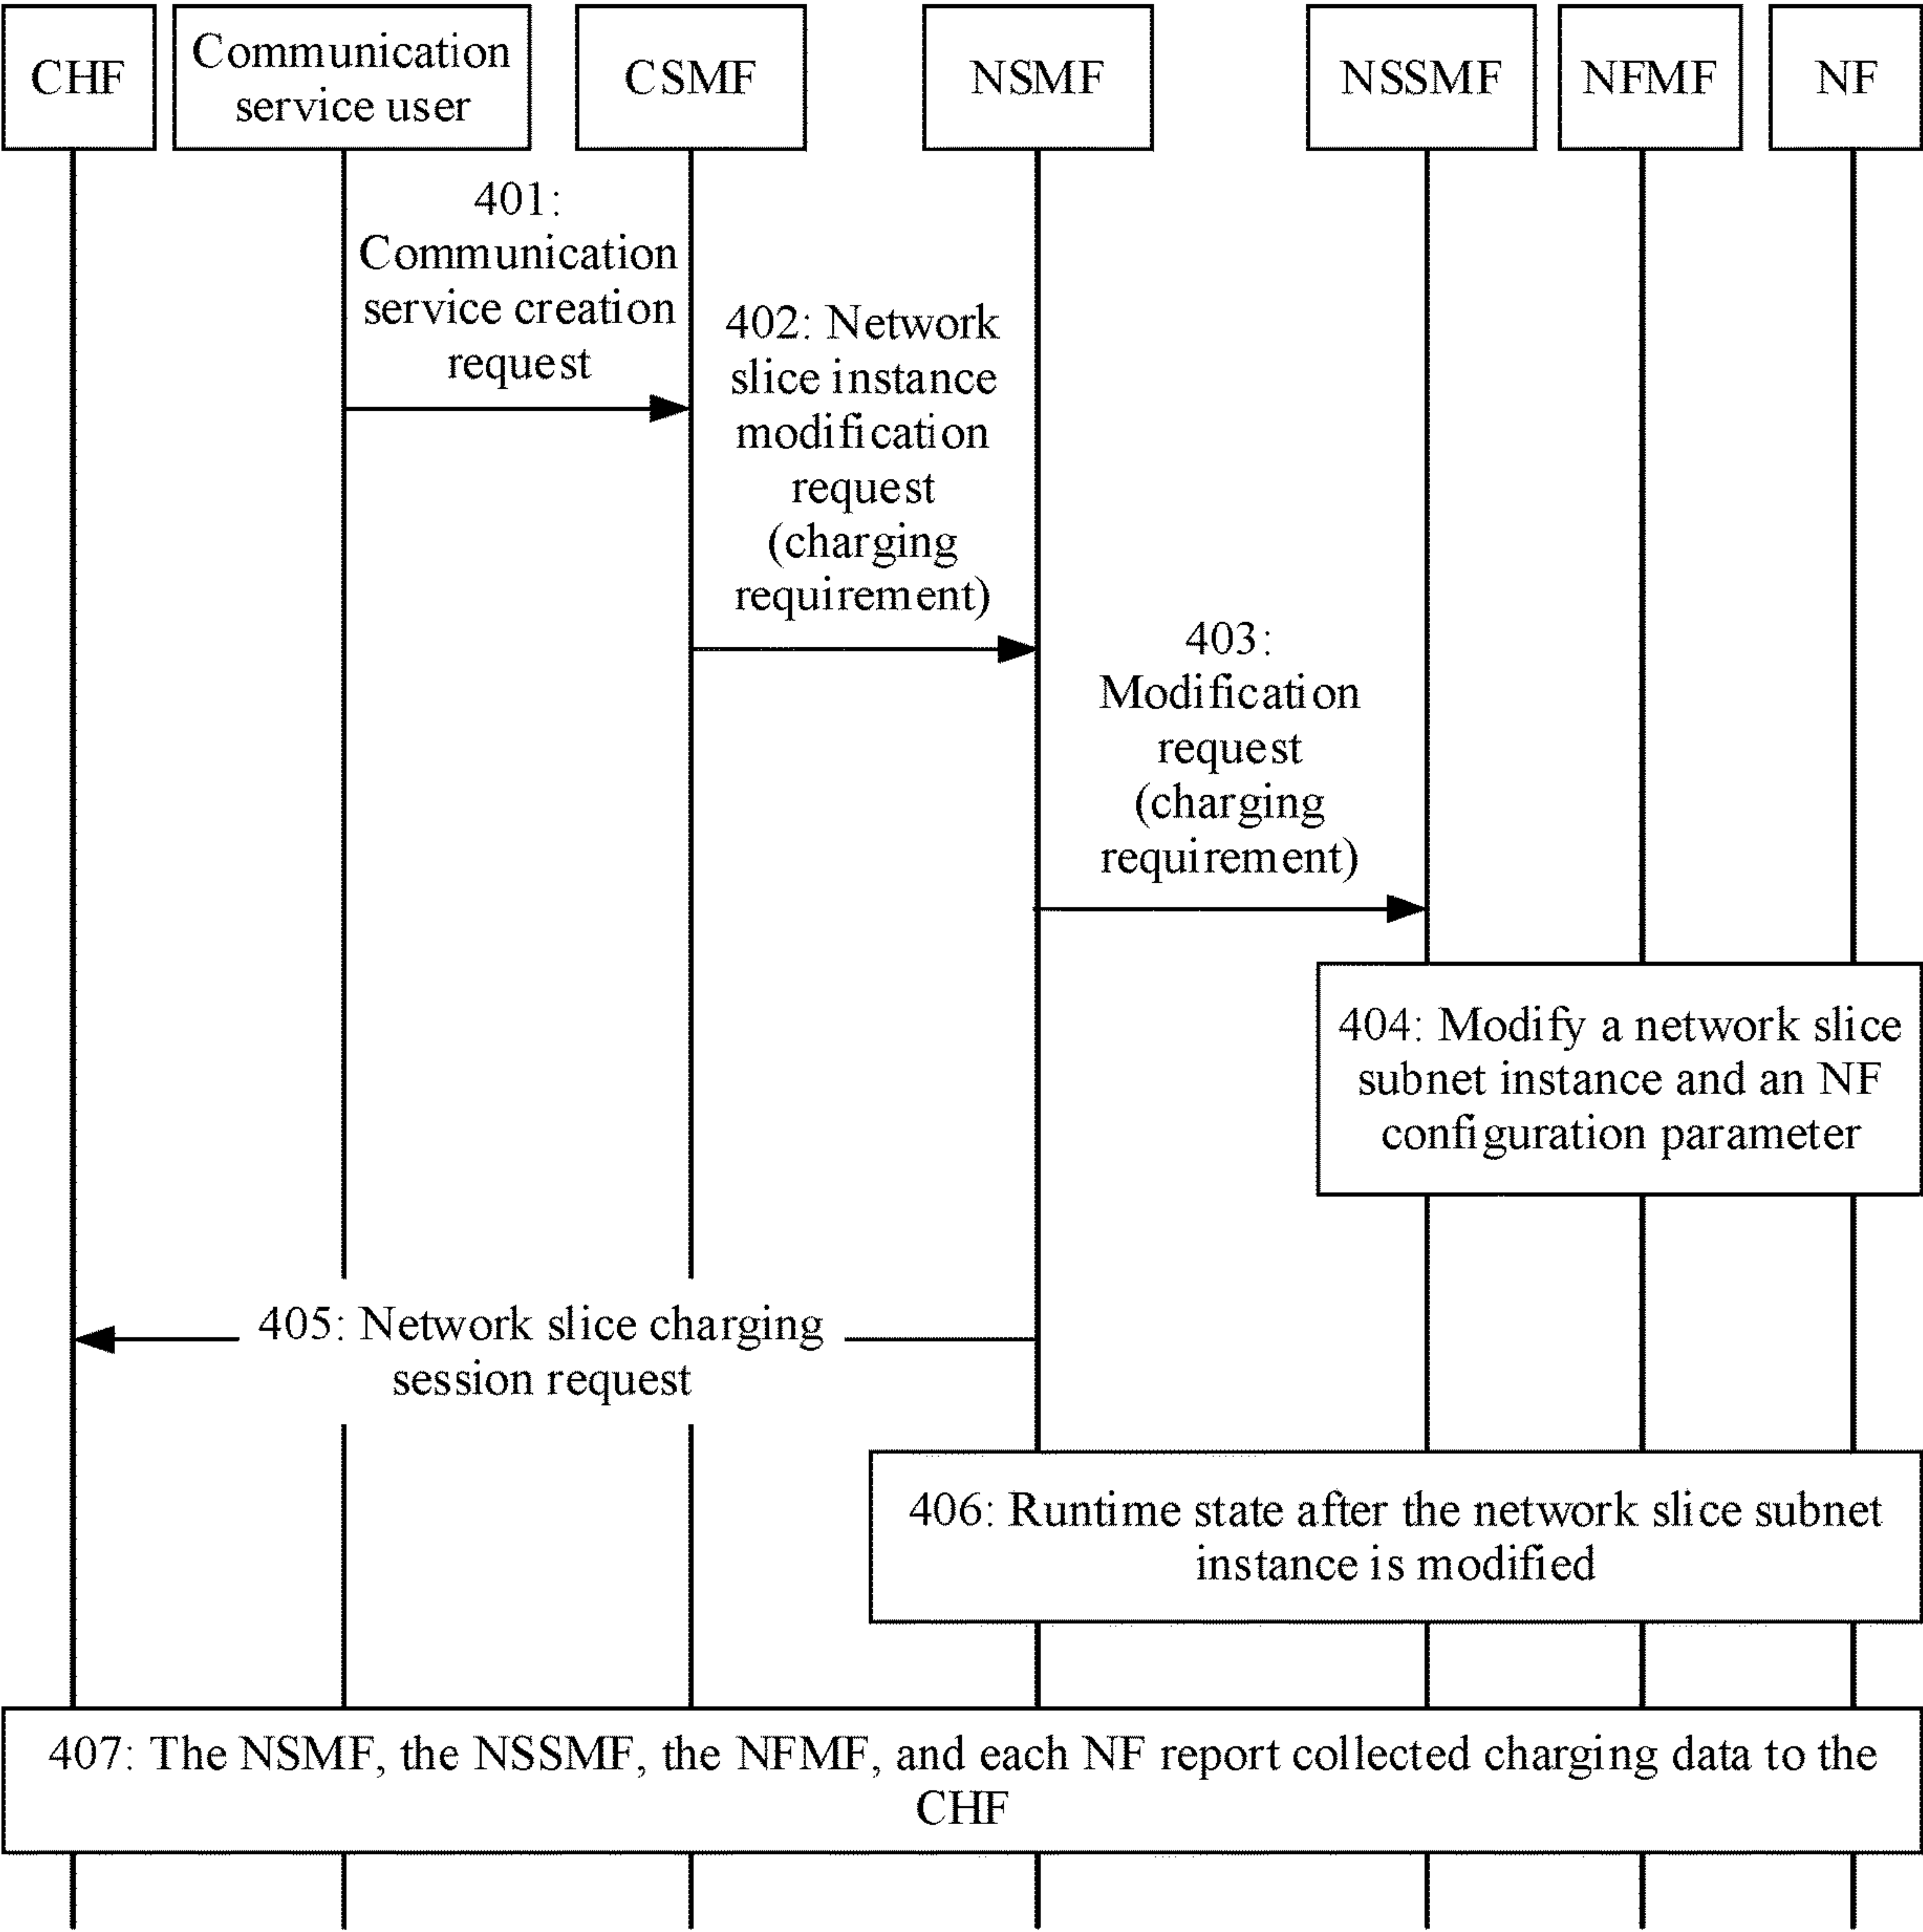 CHF
Communication
service user
CSMF
NSMF
NSSMF
NFMF
NF
401:
Communication
service creation
request
402: Network
slice instance
modification
request
(charging
requirement)
403:
Modification
request
(charging
requirement)
404: Modify a network slice
subnet instance and an NF
configuration parameter
405: Network slice charging
session request
406: Runtime state after the network slice subnet
instance is modified
407: The NSMF, the NSSMF, the NFMF, and each NF report collected charging data to the
CHF